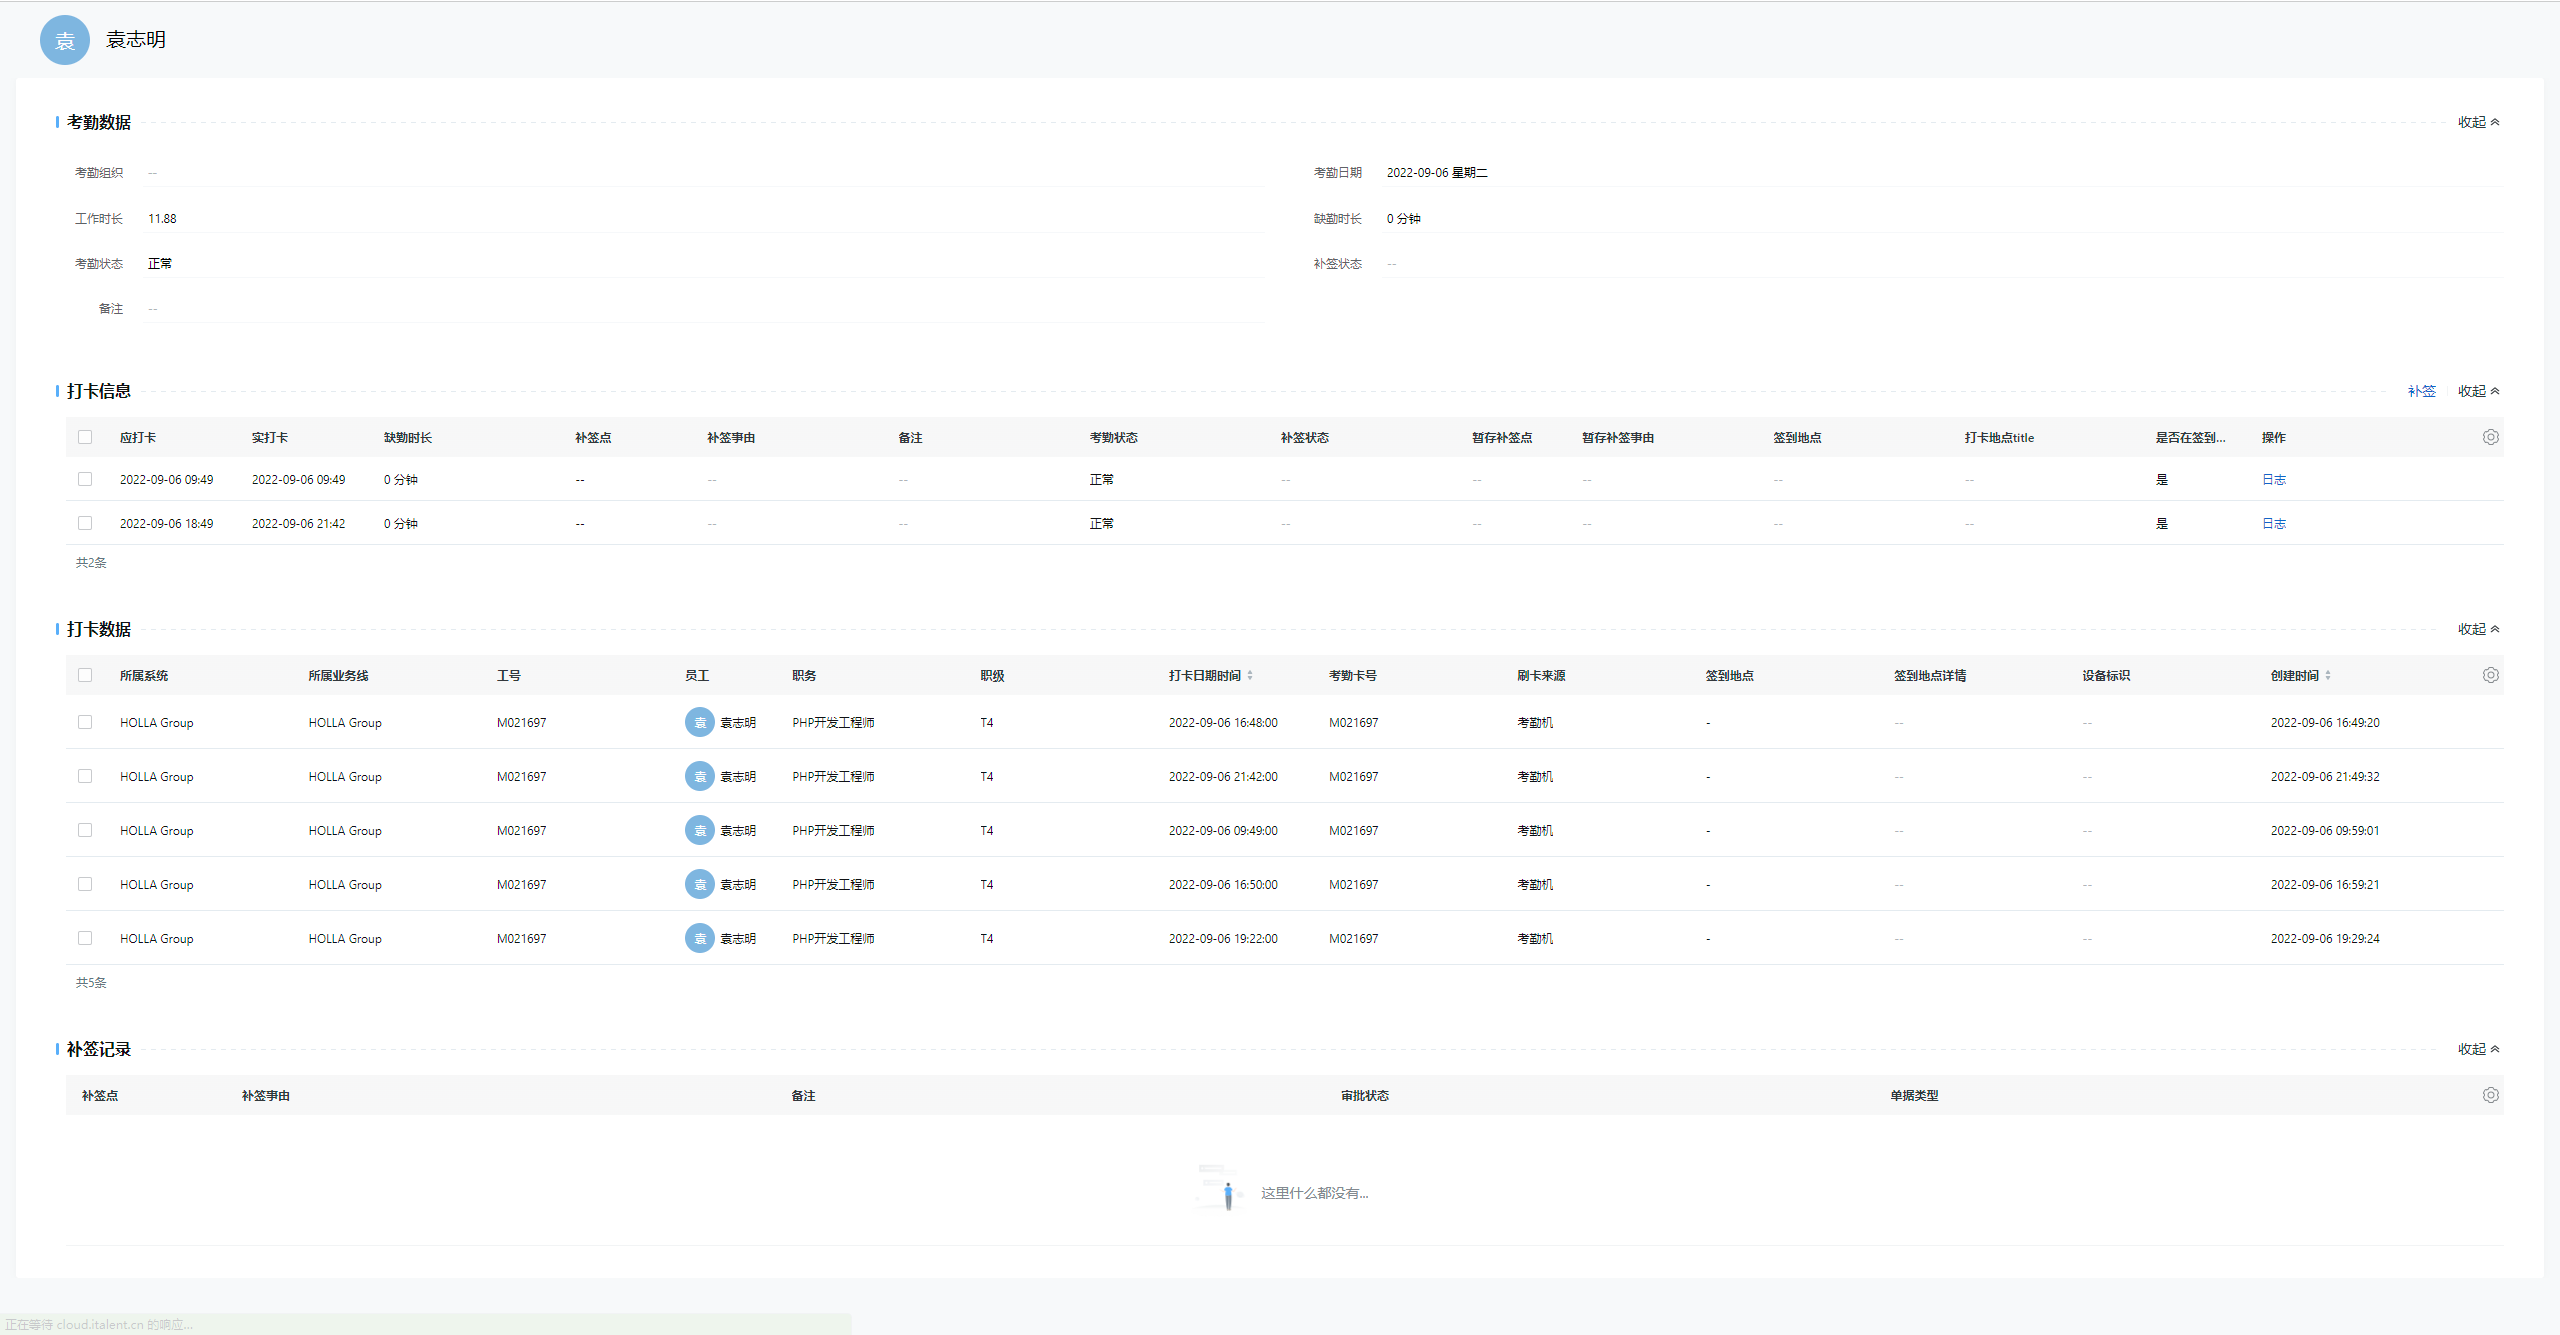 袁 袁志明
考勤数据 收起
考勤组织 -- 考勤日期 2022-09-06 星期二
工作时长 11.88 缺勤时长 0 分钟
考勤状态 正常 补签状态 --
备注 --
打卡信息 补签 收起
应打卡 实打卡 缺勤时长 补签点 补签事由 备注 考勤状态 补签状态 暂存补签点 暂存补签事由 签到地点 打卡地点title 是否在签到... 操作
2022-09-06 09:49 2022-09-06 09:49 0 分钟 -- -- -- 正常 -- -- -- -- -- 是 日志
2022-09-06 18:49 2022-09-06 21:42 0 分钟 -- -- -- 正常 -- -- -- -- -- 是 日志
共2条
打卡数据 收起
所属系统 所属业务线 工号 员工 职务 职级 打卡日期时间 考勤卡号 刷卡来源 签到地点 签到地点详情 设备标识 创建时间
HOLLA Group HOLLA Group M021697 袁 袁志明 PHP开发工程师 T4 2022-09-06 16:48:00 M021697 考勤机 - -- -- 2022-09-06 16:49:20
HOLLA Group HOLLA Group M021697 袁 袁志明 PHP开发工程师 T4 2022-09-06 21:42:00 M021697 考勤机 - -- -- 2022-09-06 21:49:32
HOLLA Group HOLLA Group M021697 袁 袁志明 PHP开发工程师 T4 2022-09-06 09:49:00 M021697 考勤机 - -- -- 2022-09-06 09:59:01
HOLLA Group HOLLA Group M021697 袁 袁志明 PHP开发工程师 T4 2022-09-06 16:50:00 M021697 考勤机 - -- -- 2022-09-06 16:59:21
HOLLA Group HOLLA Group M021697 袁 袁志明 PHP开发工程师 T4 2022-09-06 19:22:00 M021697 考勤机 - -- -- 2022-09-06 19:29:24
共5条
补签记录 收起
补签点 补签事由 备注 审批状态 单据类型
这里什么都没有...
正在等待 cloud.italent.cn 的响应...